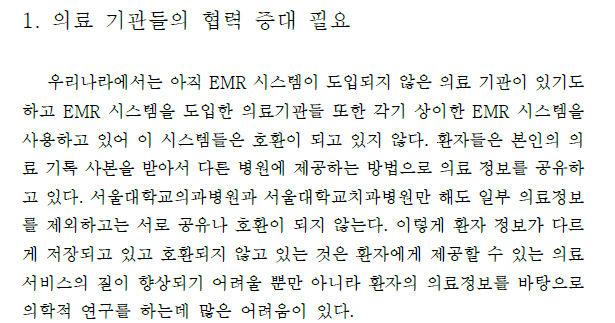 1. 의료 기관들의 협력 증대 필요
우리나라에서는 아직 EMR 시스템이 도입되지 않은 의료 기관이 있기도
하고 EMR 시스템을 도입한 의료기관들 또한 각기 상이한 EMR 시스템을
사용하고 있어 이 시스템들은 호환이 되고 있지 않다. 환자들은 본인의 의
료 기록 사본을 받아서 다른 병원에 제공하는 방법으로 의료 정보를 공유하
고 있다. 서울대학교의과병원과 서울대학교치과병원만 해도 일부 의료정보
를 제외하고는 서로 공유나 호환이 되지 않는다. 이렇게 환자 정보가 다르
게 저장되고 있고 호환되지 않고 있는 것은 환자에게 제공할 수 있는 의료
서비스의 질이 향상되기 어려울 뿐만 아니라 환자의 의료정보를 바탕으로
의학적 연구를 하는데 많은 어려움이 있다.